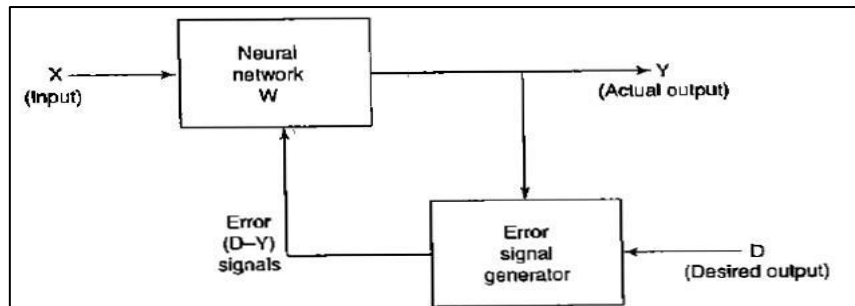 Neural
network
W
X
(Input)
Y
(Actual output)
Error
(D–Y)
signals
Error
signal
generator
D
(Desired output)